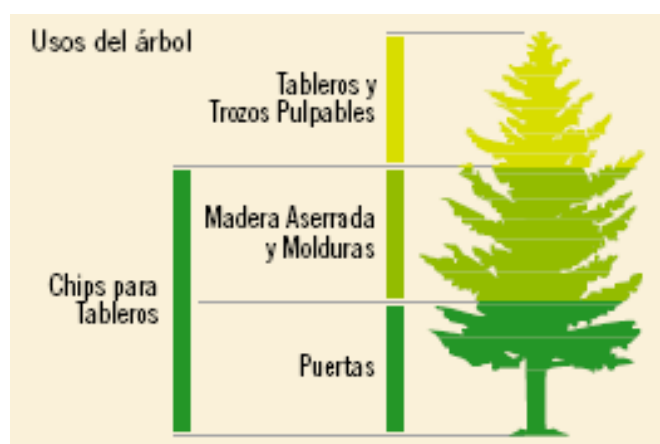 Usos del árbol
Tableros y
Trozos Pulpables
Madera Aserrada
y Molduras
Chips para
Tableros
Puertas